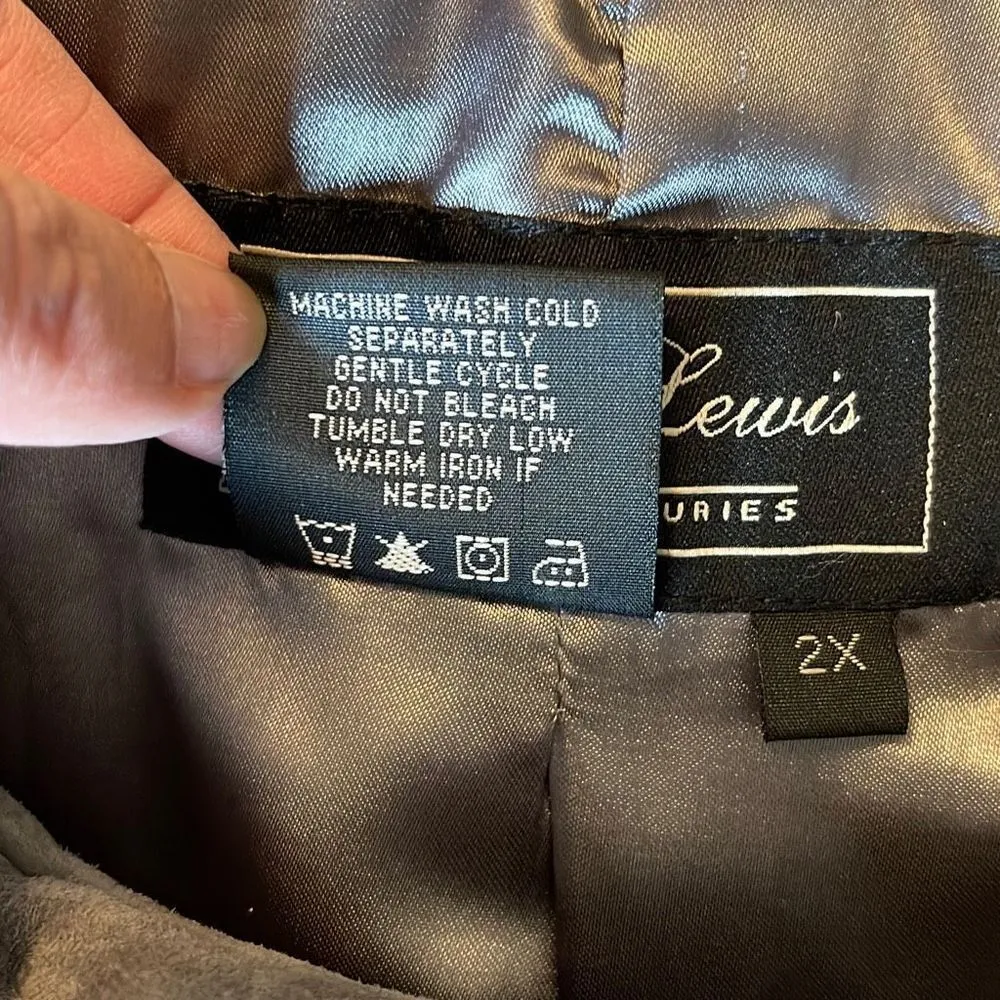 MACHINE WASH COLD
SEPARATELY
GENTLE CYCLE
DO NOT BLEACH
TUMBLE DRY LOW
WARM IRON IF
NEEDED
Lewis
URIES
2X